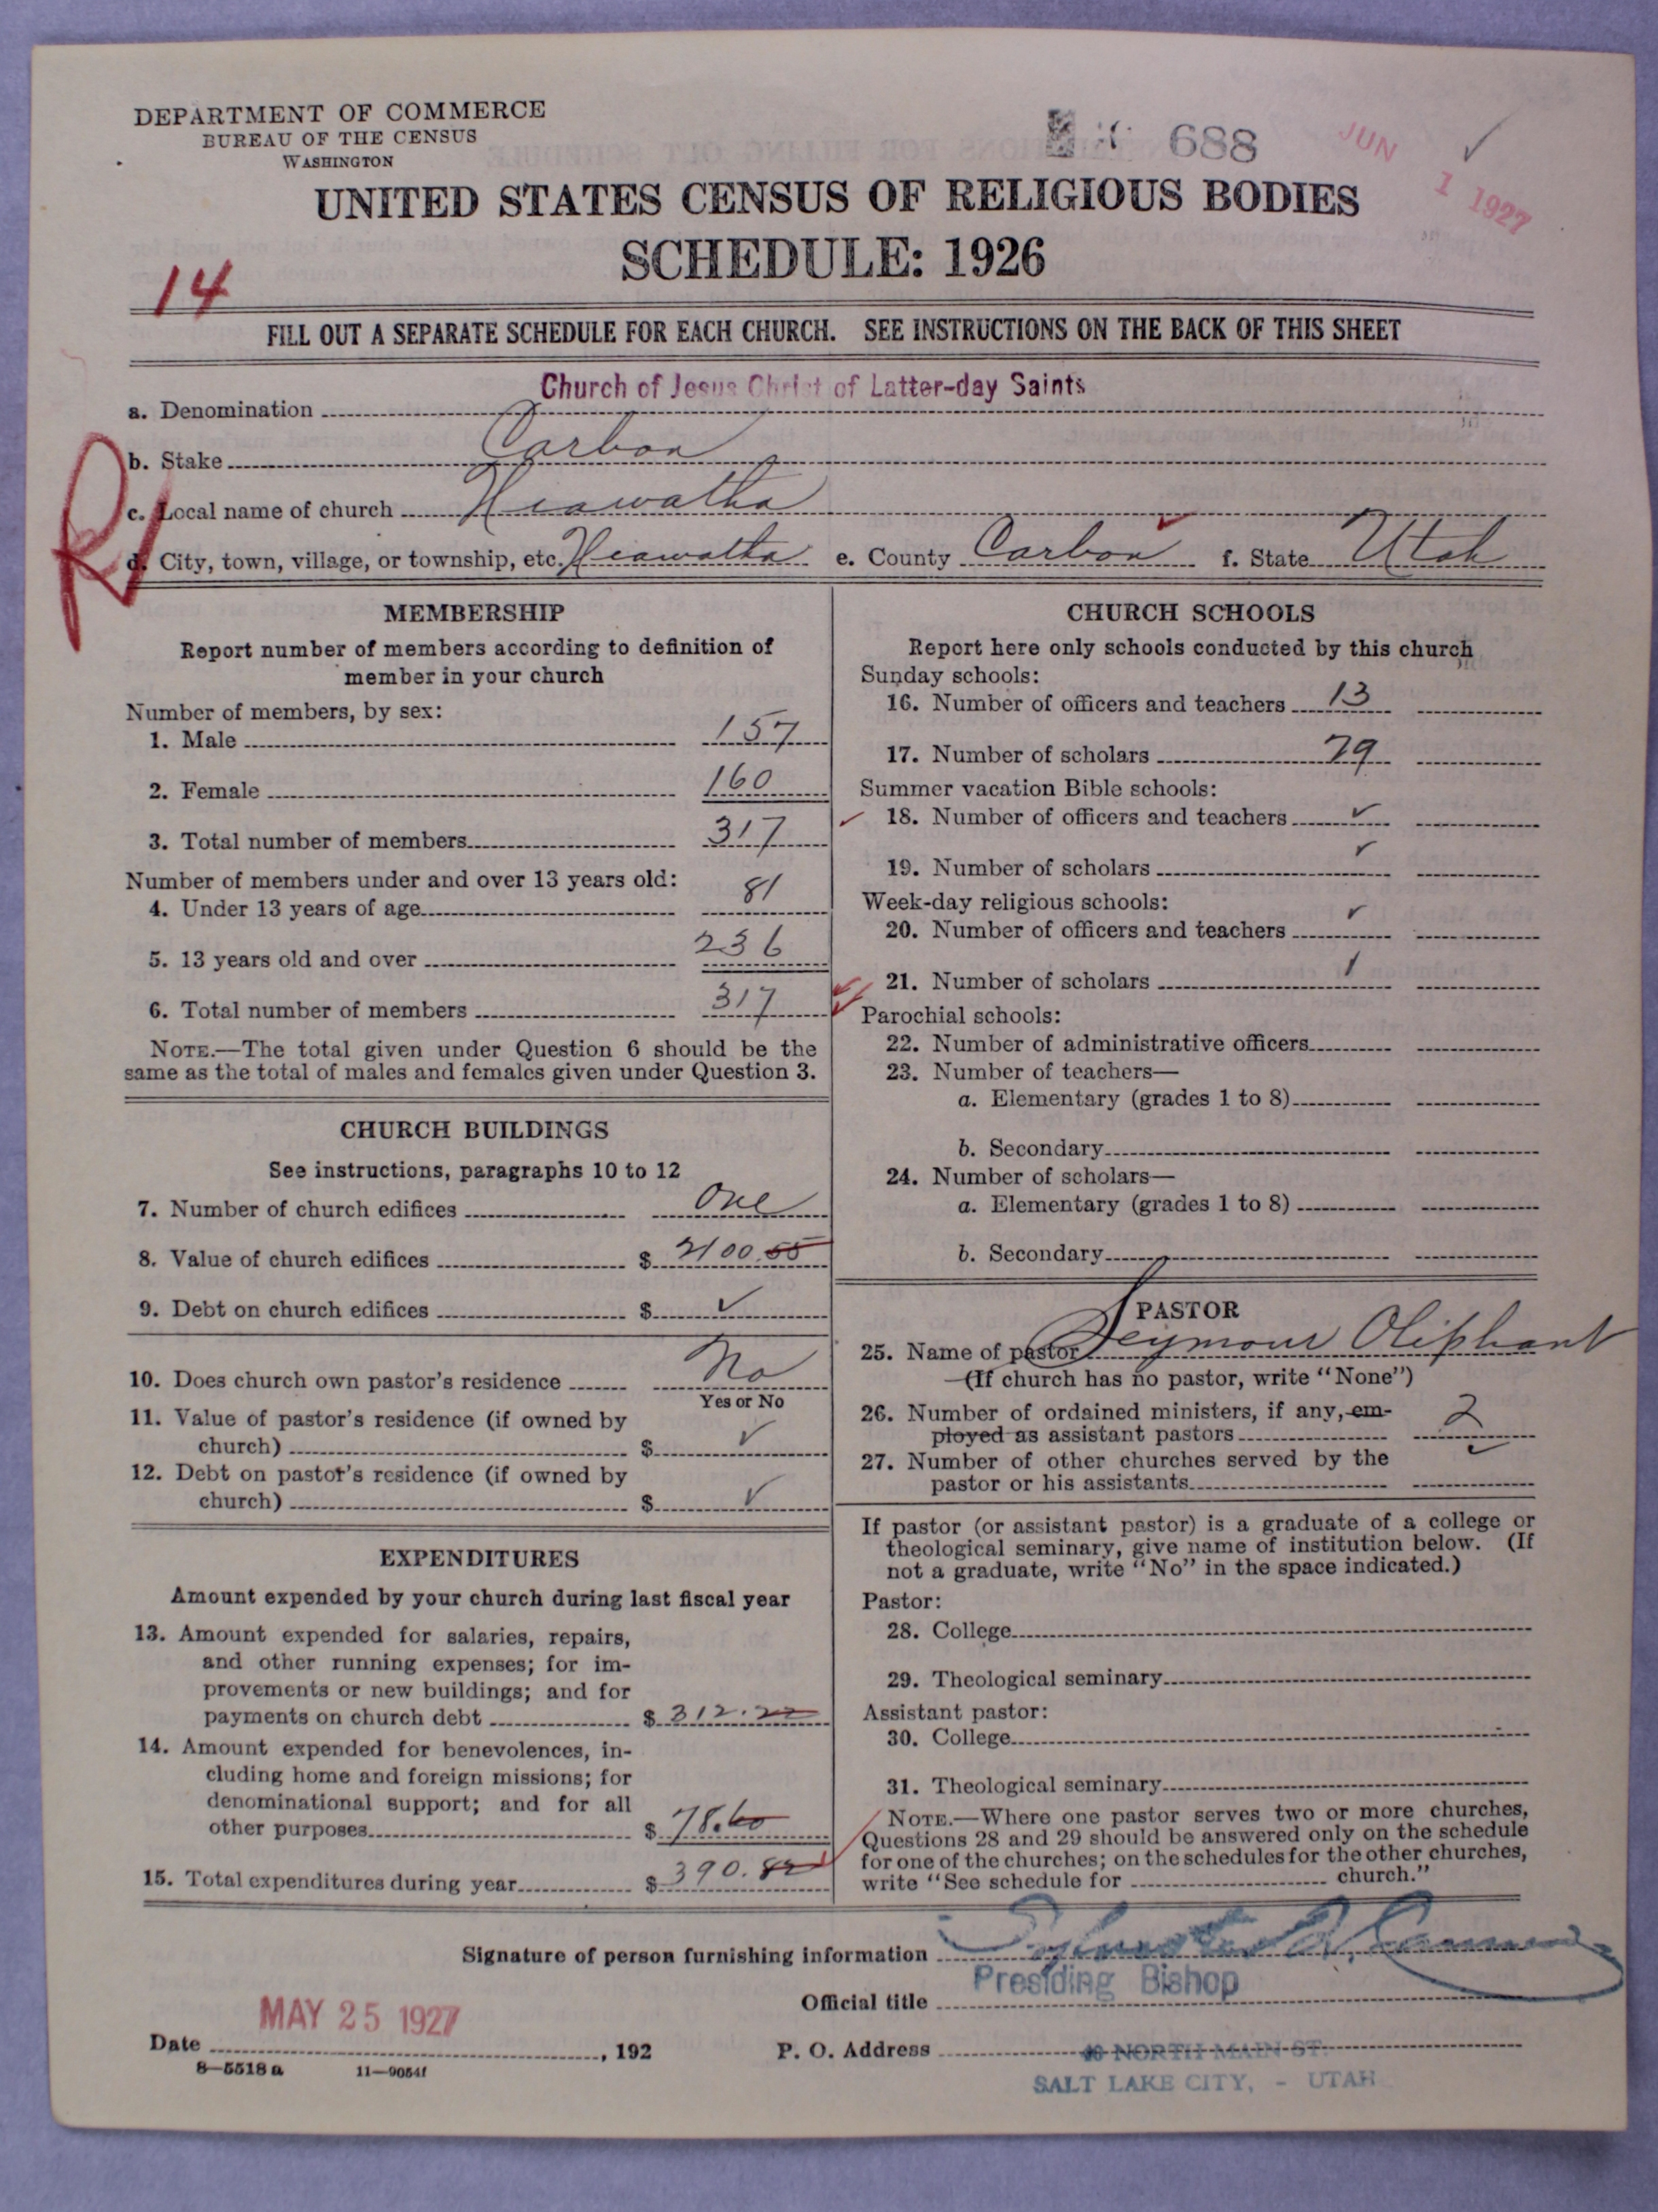 DEPARTMENT OF COMMERCE
BUREAU OF THE CENSUS
WASHINGTON
688
JUN 1 1927
UNITED STATES CENSUS OF RELIGIOUS BODIES
SCHEDULE: 1926
14
FILL OUT A SEPARATE SCHEDULE FOR EACH CHURCH. SEE INSTRUCTIONS ON THE BACK OF THIS SHEET
a. Denomination Church of Jesus Christ of Latter-day Saints
b. Stake Carbon
c. Local name of church Hiawatha
d. City, town, village, or township, etc. Hiawatha e. County Carbon f. State Utah
MEMBERSHIP
Report number of members according to definition of
member in your church
Number of members, by sex:
1. Male 157
2. Female 160
3. Total number of members 317
Number of members under and over 13 years old:
4. Under 13 years of age 81
5. 13 years old and over 236
6. Total number of members 317
NOTE.—The total given under Question 6 should be the
same as the total of males and females given under Question 3.
CHURCH BUILDINGS
See instructions, paragraphs 10 to 12
7. Number of church edifices One
8. Value of church edifices $ 2100.55
9. Debt on church edifices $ ✓
10. Does church own pastor's residence No
Yes or No
11. Value of pastor's residence (if owned by
church) $ ✓
12. Debt on pastor's residence (if owned by
church) $ ✓
EXPENDITURES
Amount expended by your church during last fiscal year
13. Amount expended for salaries, repairs,
and other running expenses; for im-
provements or new buildings; and for
payments on church debt $ 312.22
14. Amount expended for benevolences, in-
cluding home and foreign missions; for
denominational support; and for all
other purposes $ 78.60
15. Total expenditures during year $ 390.82
CHURCH SCHOOLS
Report here only schools conducted by this church
Sunday schools:
16. Number of officers and teachers 13
17. Number of scholars 79
Summer vacation Bible schools:
18. Number of officers and teachers ✓
19. Number of scholars ✓
Week-day religious schools:
20. Number of officers and teachers ✓
21. Number of scholars ✓
Parochial schools:
22. Number of administrative officers
23. Number of teachers—
a. Elementary (grades 1 to 8)
b. Secondary
24. Number of scholars—
a. Elementary (grades 1 to 8)
b. Secondary
PASTOR
25. Name of pastor Seymour Oliphant
(If church has no pastor, write "None")
26. Number of ordained ministers, if any, em-
ployed as assistant pastors 2
27. Number of other churches served by the
pastor or his assistants ✓
If pastor (or assistant pastor) is a graduate of a college or
theological seminary, give name of institution below. (If
not a graduate, write "No" in the space indicated.)
Pastor:
28. College
29. Theological seminary
Assistant pastor:
30. College
31. Theological seminary
NOTE.—Where one pastor serves two or more churches,
Questions 28 and 29 should be answered only on the schedule
for one of the churches; on the schedules for the other churches,
write "See schedule for church."
Signature of person furnishing information Sylvester Q. Cannon
Official title Presiding Bishop
Date MAY 25 1927, 192 P. O. Address 40 NORTH MAIN ST.
SALT LAKE CITY, - UTAH
8—5518 a 11—9054f